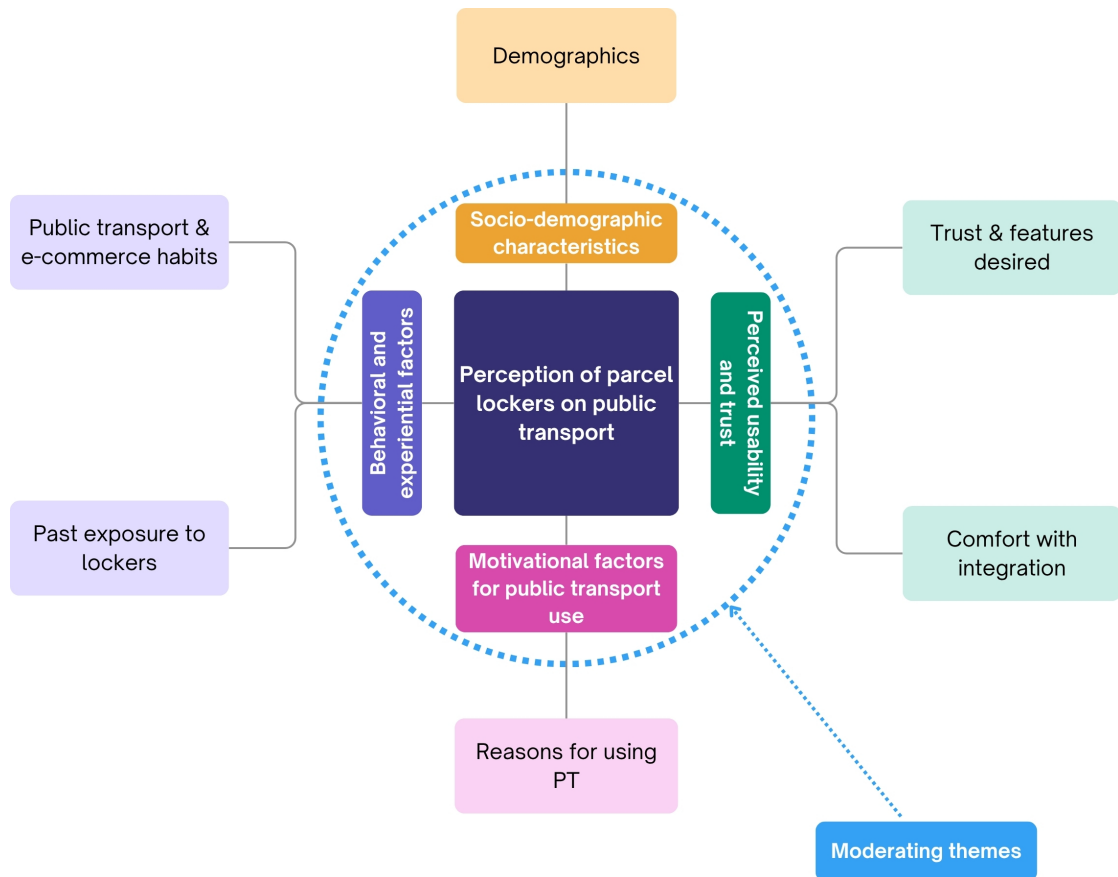 Demographics
Socio-demographic
characteristics
Public transport &
e-commerce habits
Trust & features
desired
Behavioral and
experiential factors
Perception of parcel
lockers on public
transport
Perceived usability
and trust
Past exposure to
lockers
Comfort with
integration
Motivational factors
for public transport
use
Reasons for using
PT
Moderating themes